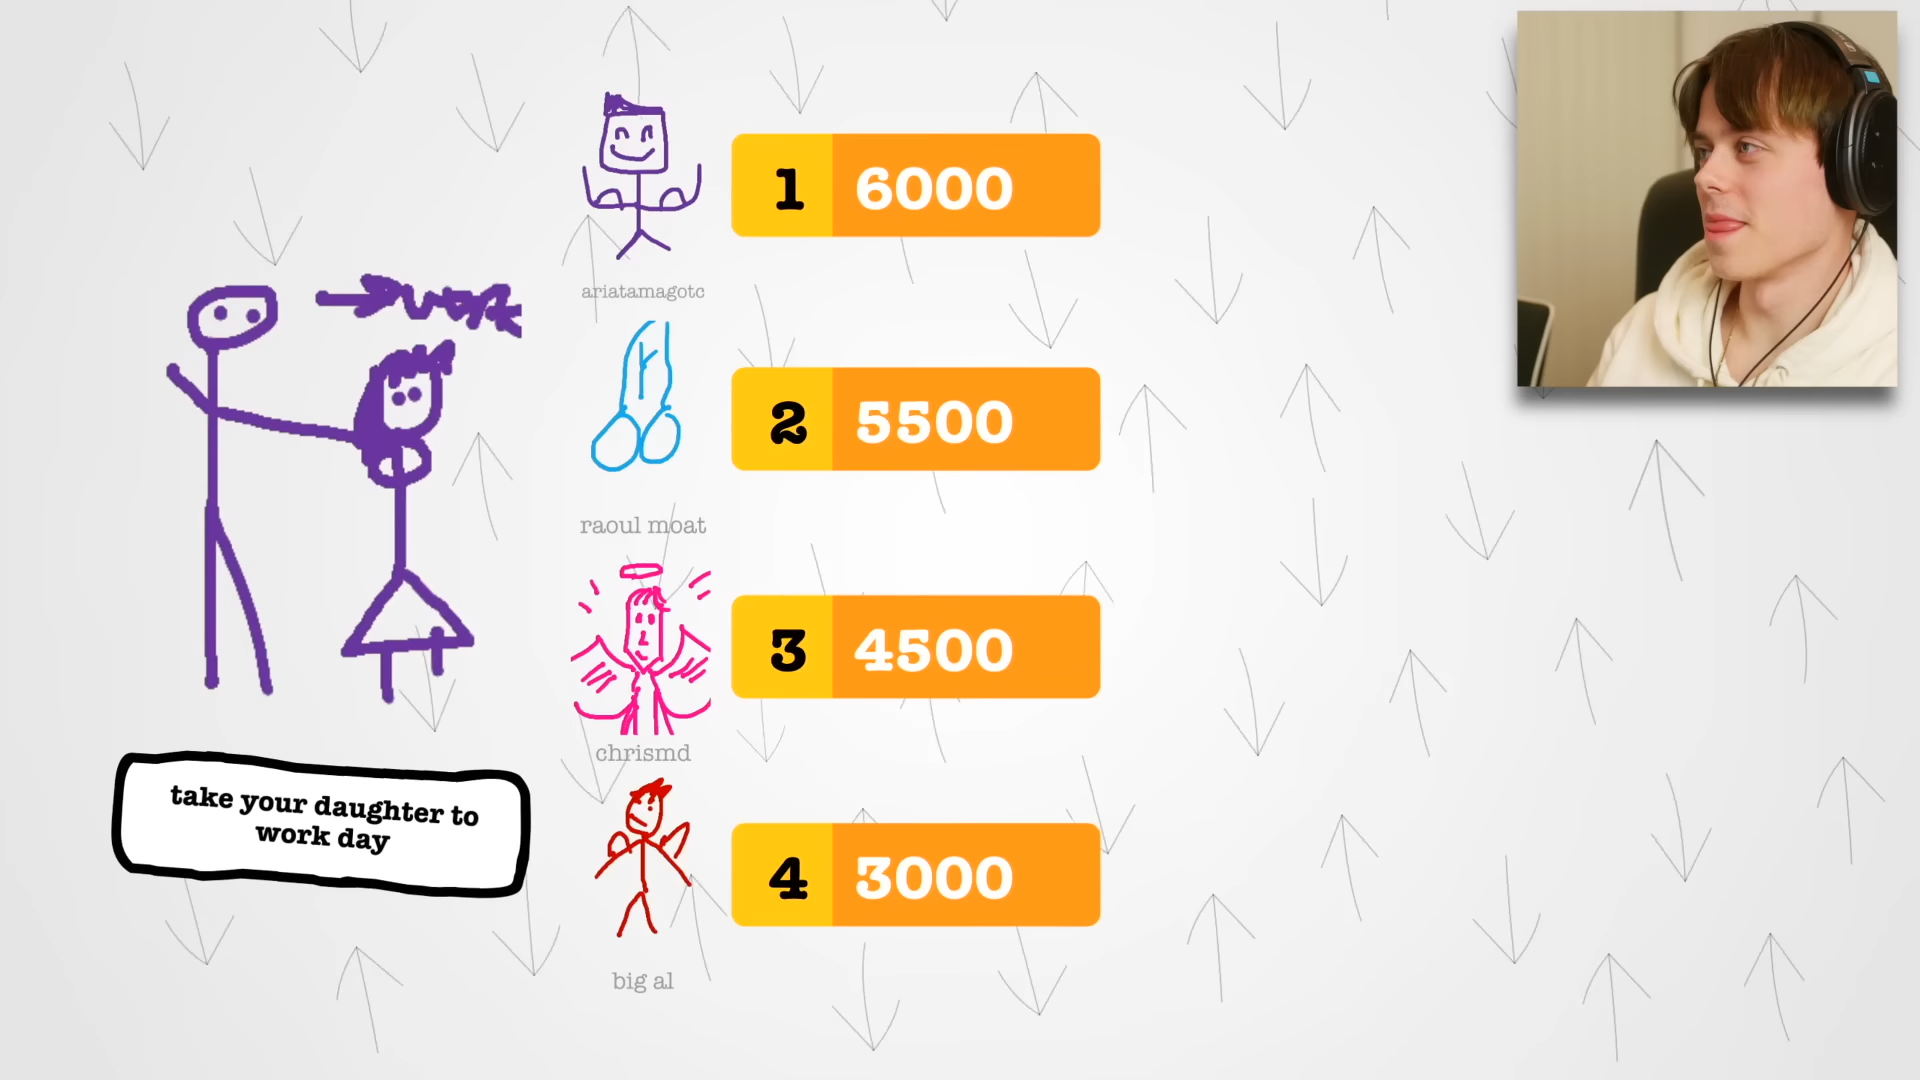 work
take your daughter to
work day
1 6000
ariatamagotc
2 5500
raoul moat
3 4500
chrismd
4 3000
big al